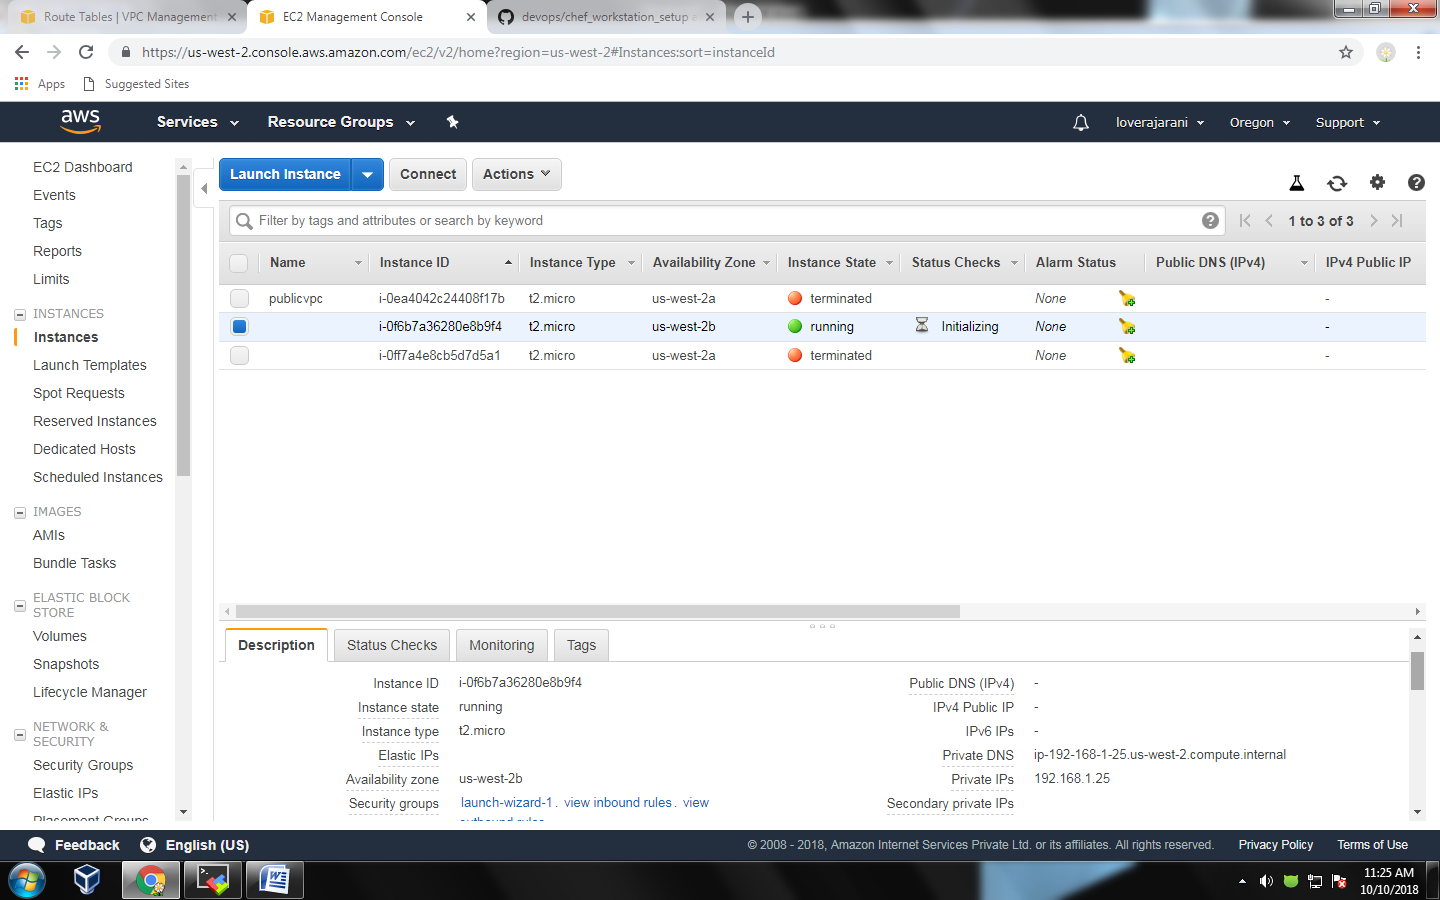 Route Tables | VPC Management
EC2 Management Console
devops/chef_workstation_setup
https://us-west-2.console.aws.amazon.com/ec2/v2/home?region=us-west-2#Instances:sort=instanceId
Apps
Suggested Sites
aws
Services
Resource Groups
loverajarani
Oregon
Support
EC2 Dashboard
Events
Tags
Reports
Limits
INSTANCES
Instances
Launch Templates
Spot Requests
Reserved Instances
Dedicated Hosts
Scheduled Instances
IMAGES
AMIs
Bundle Tasks
ELASTIC BLOCK
STORE
Volumes
Snapshots
Lifecycle Manager
NETWORK &
SECURITY
Security Groups
Elastic IPs
Placement Groups
Launch Instance
Connect
Actions
Filter by tags and attributes or search by keyword
1 to 3 of 3
Name Instance ID Instance Type Availability Zone Instance State Status Checks Alarm Status Public DNS (IPv4) IPv4 Public IP
publicvpc i-0ea4042c24408f17b t2.micro us-west-2a terminated None -
i-0f6b7a36280e8b9f4 t2.micro us-west-2b running Initializing None -
i-0ff7a4e8cb5d7d5a1 t2.micro us-west-2a terminated None -
Description
Status Checks
Monitoring
Tags
Instance ID i-0f6b7a36280e8b9f4
Instance state running
Instance type t2.micro
Elastic IPs
Availability zone us-west-2b
Security groups launch-wizard-1. view inbound rules. view
outbound rules
Public DNS (IPv4) -
IPv4 Public IP -
IPv6 IPs -
Private DNS ip-192-168-1-25.us-west-2.compute.internal
Private IPs 192.168.1.25
Secondary private IPs
Feedback
English (US)
© 2008 - 2018, Amazon Internet Services Private Ltd. or its affiliates. All rights reserved.
Privacy Policy
Terms of Use
11:25 AM
10/10/2018